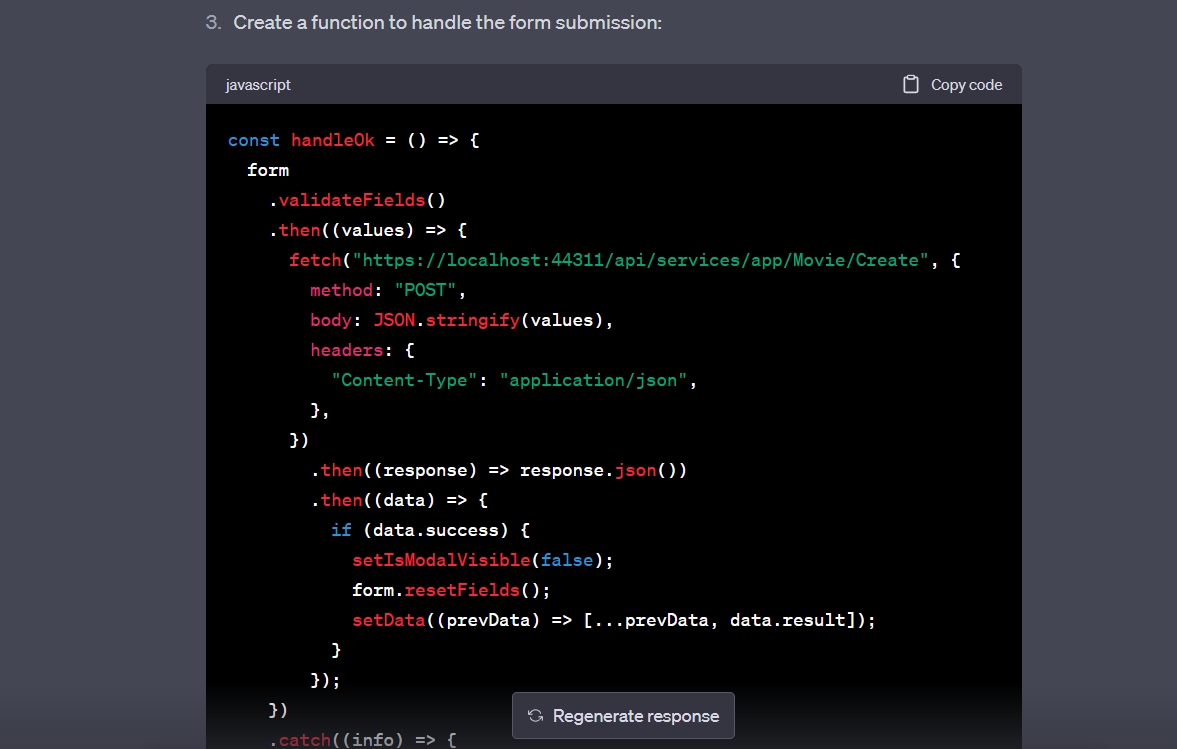 3. Create a function to handle the form submission:
javascript
Copy code
const handleOk = () => {
form
.validateFields()
.then((values) => {
fetch("https://localhost:44311/api/services/app/Movie/Create", {
method: "POST",
body: JSON.stringify(values),
headers: {
"Content-Type": "application/json",
},
})
.then((response) => response.json())
.then((data) => {
if (data.success) {
setIsModalVisible(false);
form.resetFields();
setData((prevData) => [...prevData, data.result]);
}
});
})
Regenerate response
.catch((info) => {